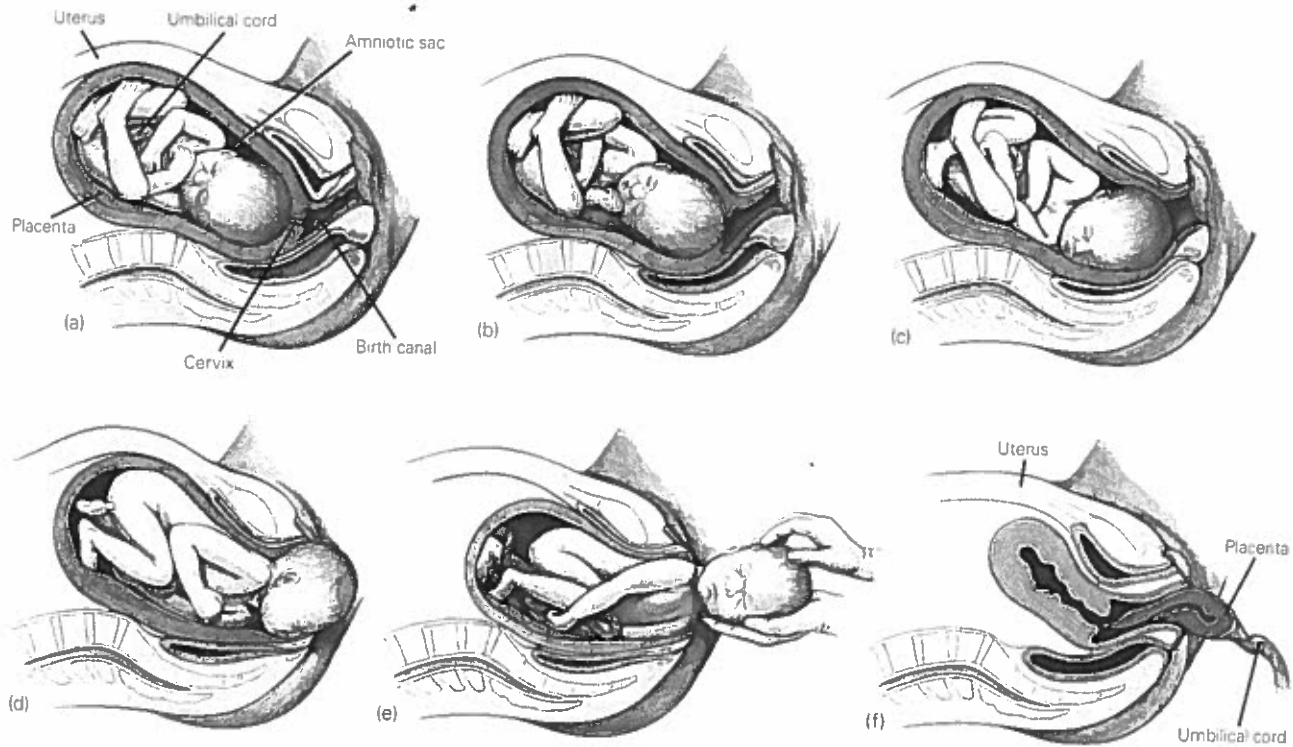 Uterus
Umbilical cord
Amniotic sac
Placenta
(a)
Cervix
Birth canal
(b)
(c)
(d)
(e)
Uterus
Placenta
(f)
Umbilical cord